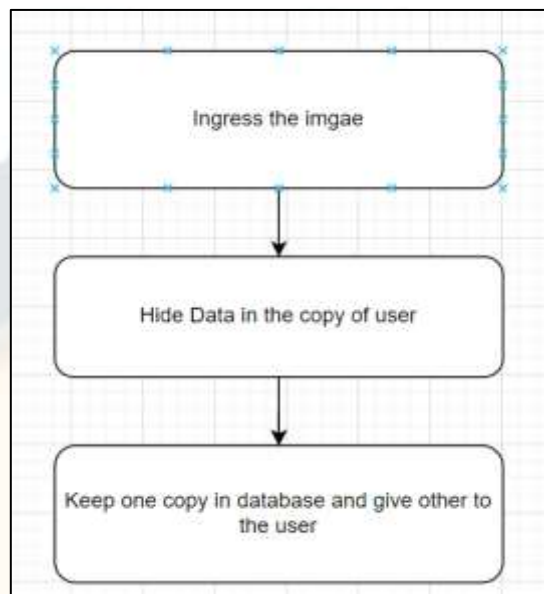 Ingress the imgae
Hide Data in the copy of user
Keep one copy in database and give other to
the user